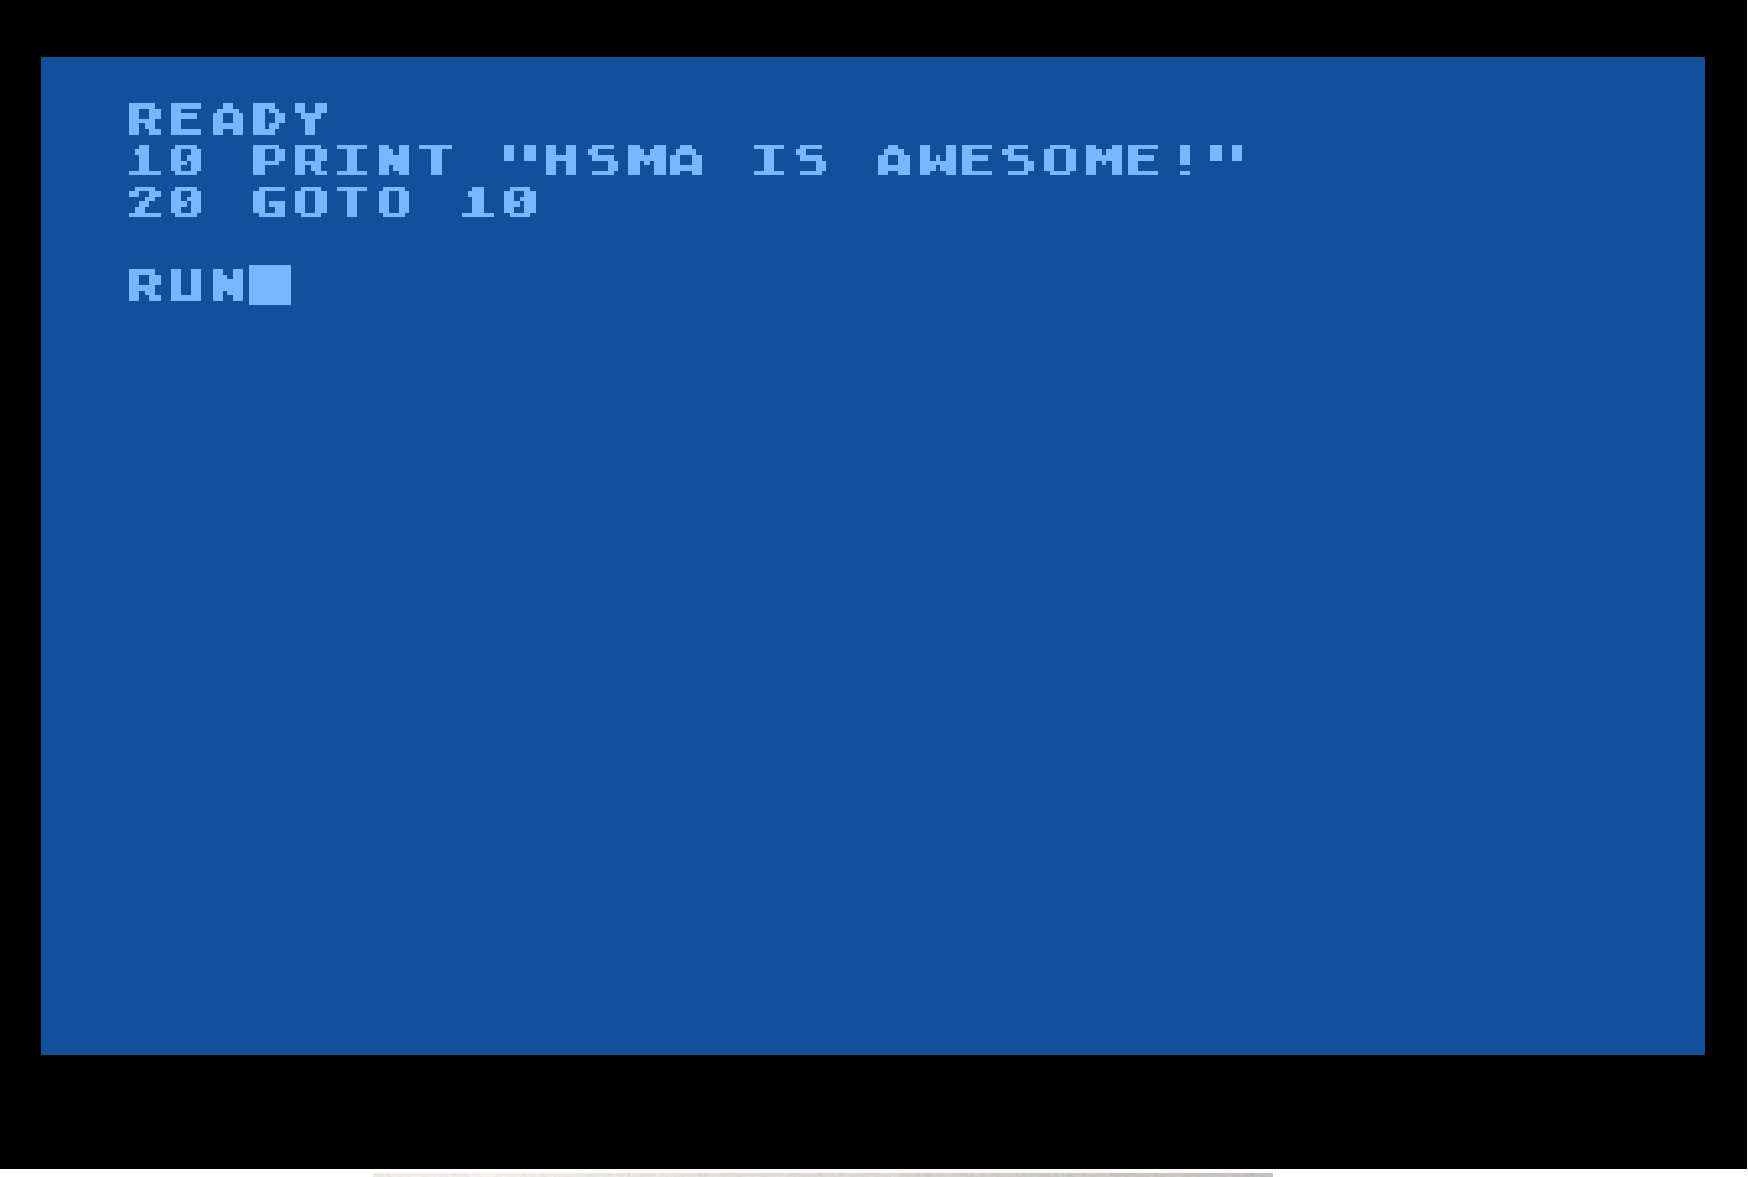 READY
10 PRINT "HSMA IS AWESOME!"
20 GOTO 10
RUN